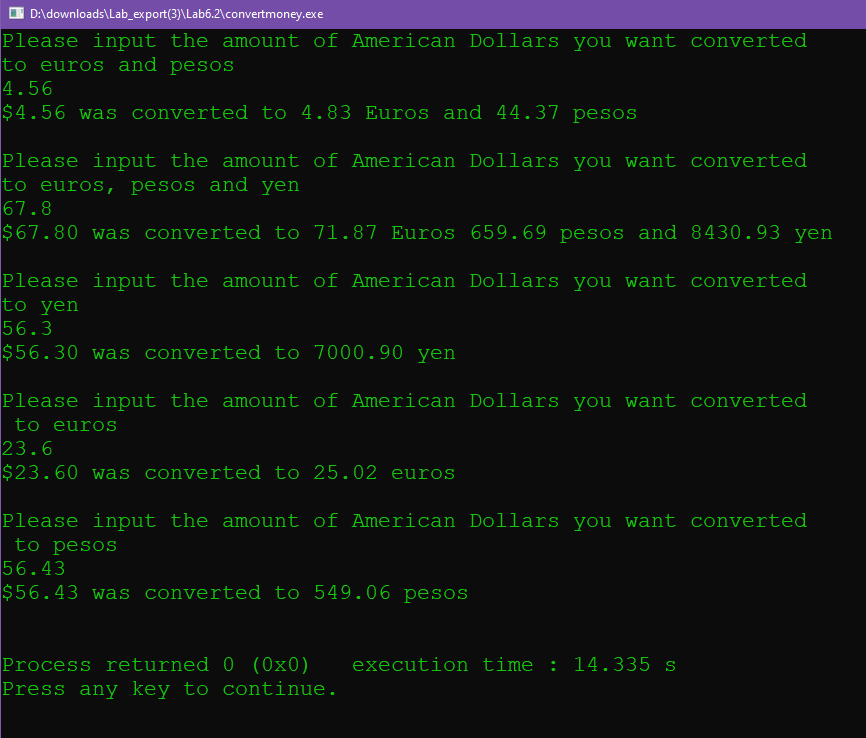 D:\downloads\Lab_export(3)\Lab6.2\convertmoney.exe
Please input the amount of American Dollars you want converted
to euros and pesos
4.56
$4.56 was converted to 4.83 Euros and 44.37 pesos
Please input the amount of American Dollars you want converted
to euros, pesos and yen
67.8
$67.80 was converted to 71.87 Euros 659.69 pesos and 8430.93 yen
Please input the amount of American Dollars you want converted
to yen
56.3
$56.30 was converted to 7000.90 yen
Please input the amount of American Dollars you want converted
 to euros
23.6
$23.60 was converted to 25.02 euros
Please input the amount of American Dollars you want converted
 to pesos
56.43
$56.43 was converted to 549.06 pesos
Process returned 0 (0x0)   execution time : 14.335 s
Press any key to continue.